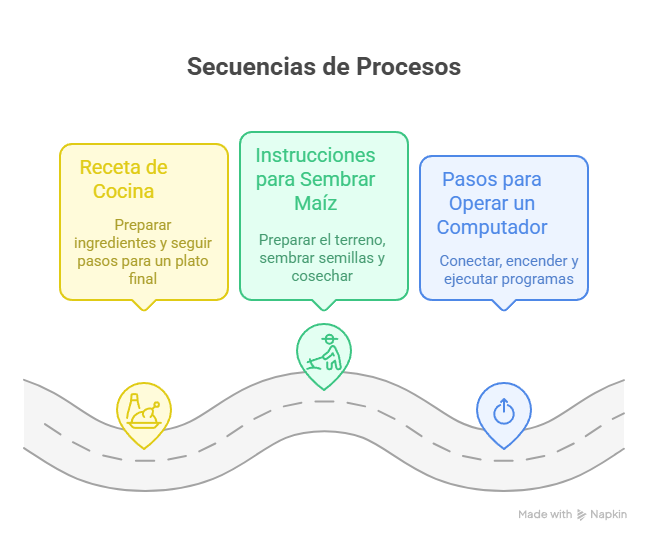 Secuencias de Procesos
Receta de
Cocina
Preparar
ingredientes y seguir
pasos para un plato
final
Instrucciones
para Sembrar
Maíz
Preparar el terreno,
sembrar semillas y
cosechar
Pasos para
Operar un
Computador
Conectar, encender y
ejecutar programas
Made with Napkin